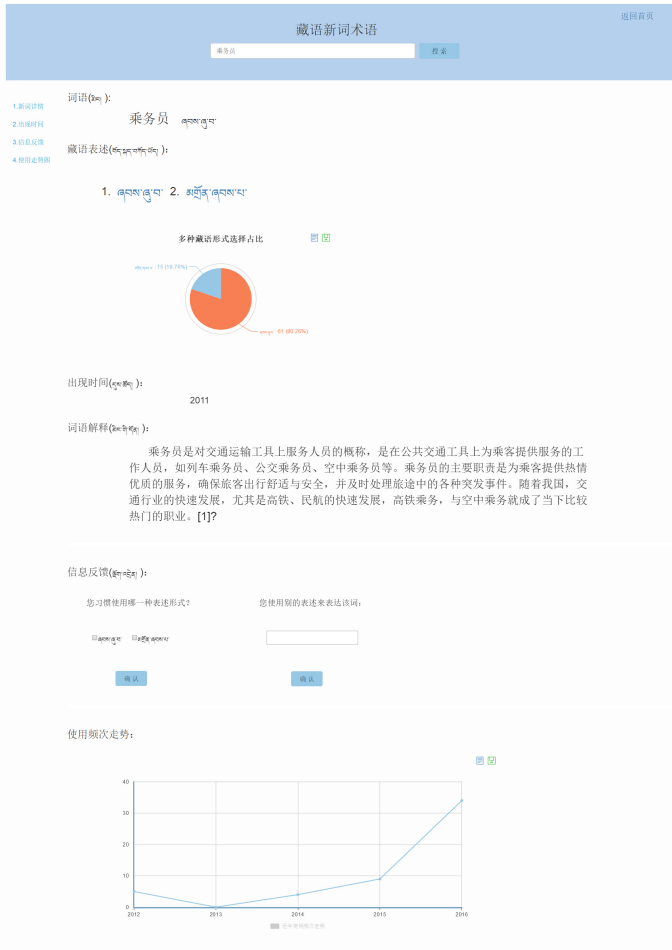 返回首页
藏语新词术语
乘务员
搜 索
1.新词详情
2.出现时间
3.信息反馈
4.使用走势图
词语(མིང། ):
乘务员 ཞབས་ཞུ་བ་
藏语表述(བོད་སྐད་བཀོད་ཡོད། ):
1. ཞབས་ཞུ་བ་ 2. མགྲོན་ཞབས་པ་
多种藏语形式选择占比
出现时间(དུས་ཚོད། ):
2011
词语解释(མིང་གི་དོན། ):
乘务员是对交通运输工具上服务人员的概称，是在公共交通工具上为乘客提供服务的工
作人员，如列车乘务员、公交乘务员、空中乘务员等。乘务员的主要职责是为乘客提供热情
优质的服务，确保旅客出行舒适与安全，并及时处理旅途中的各种突发事件。随着我国，交
通行业的快速发展，尤其是高铁、民航的快速发展，高铁乘务，与空中乘务就成了当下比较
热门的职业。[1]?
信息反馈():
您习惯使用哪一种表述形式? 您使用别的表述来表达该词:
ཞབས་ཞུ་བ་ མགྲོན་ཞབས་པ་
确 认 确 认
使用频次走势:
40
30
20
10
0
2012 2013 2014 2015 2016
近年使用频次走势